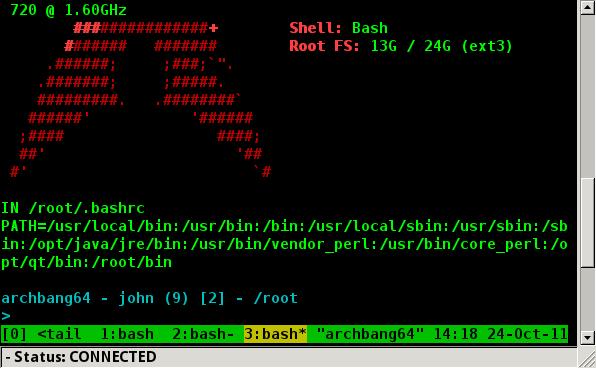 720 @ 1.60GHz
############### +          Shell: Bash
#######   #######        Root FS: 13G / 24G (ext3)
.######;     ;###;`".
.#######;     ;#####.
#########.   .########`
######'           '######
;####                 ####;
##'                     '##
#'                         `#
IN /root/.bashrc
PATH=/usr/local/bin:/usr/bin:/bin:/usr/local/sbin:/usr/sbin:/sb
in:/opt/java/jre/bin:/usr/bin/vendor_perl:/usr/bin/core_perl:/o
pt/qt/bin:/root/bin
archbang64 - john (9) [2] - /root
>
[0] <tail  1:bash  2:bash- 3:bash* "archbang64" 14:18 24-Oct-11
- Status: CONNECTED